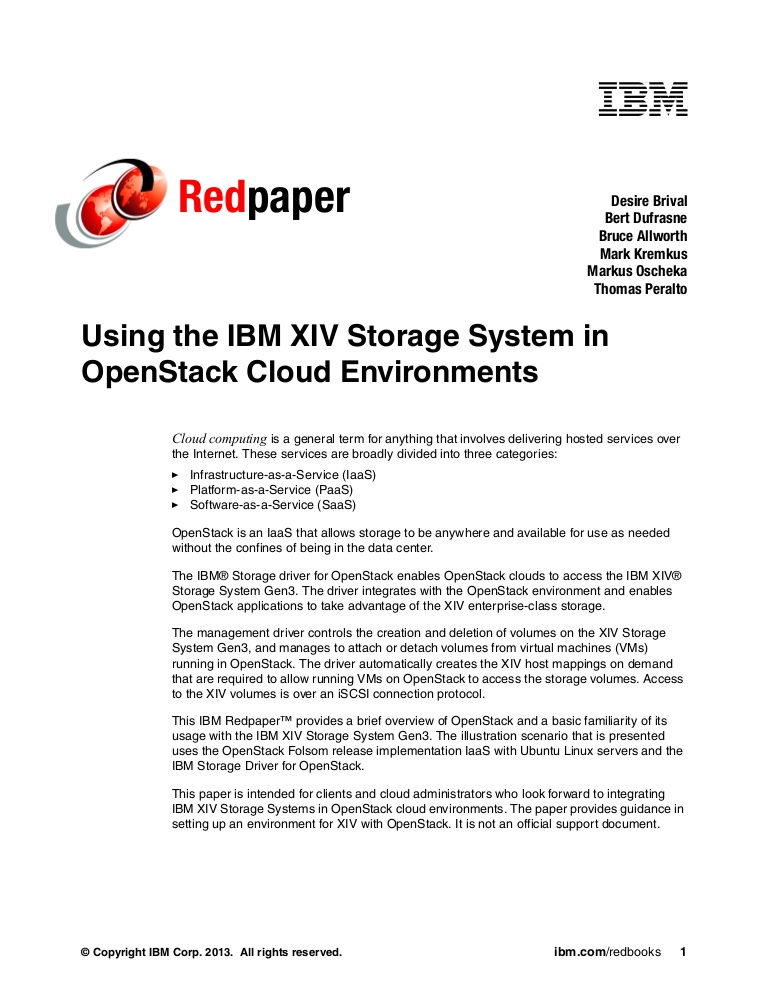 IBM
Redpaper
Desire Brival
Bert Dufrasne
Bruce Allworth
Mark Kremkus
Markus Oscheka
Thomas Peralto
Using the IBM XIV Storage System in
OpenStack Cloud Environments
Cloud computing is a general term for anything that involves delivering hosted services over
the Internet. These services are broadly divided into three categories:
► Infrastructure-as-a-Service (IaaS)
► Platform-as-a-Service (PaaS)
► Software-as-a-Service (SaaS)
OpenStack is an IaaS that allows storage to be anywhere and available for use as needed
without the confines of being in the data center.
The IBM® Storage driver for OpenStack enables OpenStack clouds to access the IBM XIV®
Storage System Gen3. The driver integrates with the OpenStack environment and enables
OpenStack applications to take advantage of the XIV enterprise-class storage.
The management driver controls the creation and deletion of volumes on the XIV Storage
System Gen3, and manages to attach or detach volumes from virtual machines (VMs)
running in OpenStack. The driver automatically creates the XIV host mappings on demand
that are required to allow running VMs on OpenStack to access the storage volumes. Access
to the XIV volumes is over an iSCSI connection protocol.
This IBM Redpaper™ provides a brief overview of OpenStack and a basic familiarity of its
usage with the IBM XIV Storage System Gen3. The illustration scenario that is presented
uses the OpenStack Folsom release implementation IaaS with Ubuntu Linux servers and the
IBM Storage Driver for OpenStack.
This paper is intended for clients and cloud administrators who look forward to integrating
IBM XIV Storage Systems in OpenStack cloud environments. The paper provides guidance in
setting up an environment for XIV with OpenStack. It is not an official support document.
© Copyright IBM Corp. 2013. All rights reserved.
ibm.com/redbooks 1